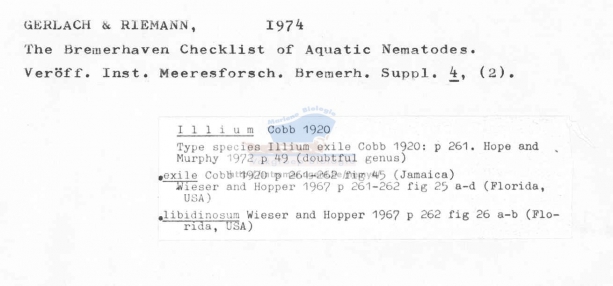 GERLACH & RIEMANN, 1974
The Bremerhaven Checklist of Aquatic Nematodes.
Veröff. Inst. Meeresforsch. Bremerh. Suppl. 4, (2).
Illium Cobb 1920
Type species Illium exile Cobb 1920: p 261. Hope and
Murphy 1972 p 49 (doubtful genus)
exile Cobb 1920 p 261-262 fig 45 (Jamaica)
Wieser and Hopper 1967 p 261-262 fig 25 a-d (Florida,
USA)
libidinosum Wieser and Hopper 1967 p 262 fig 26 a-b (Flo-
rida, USA)